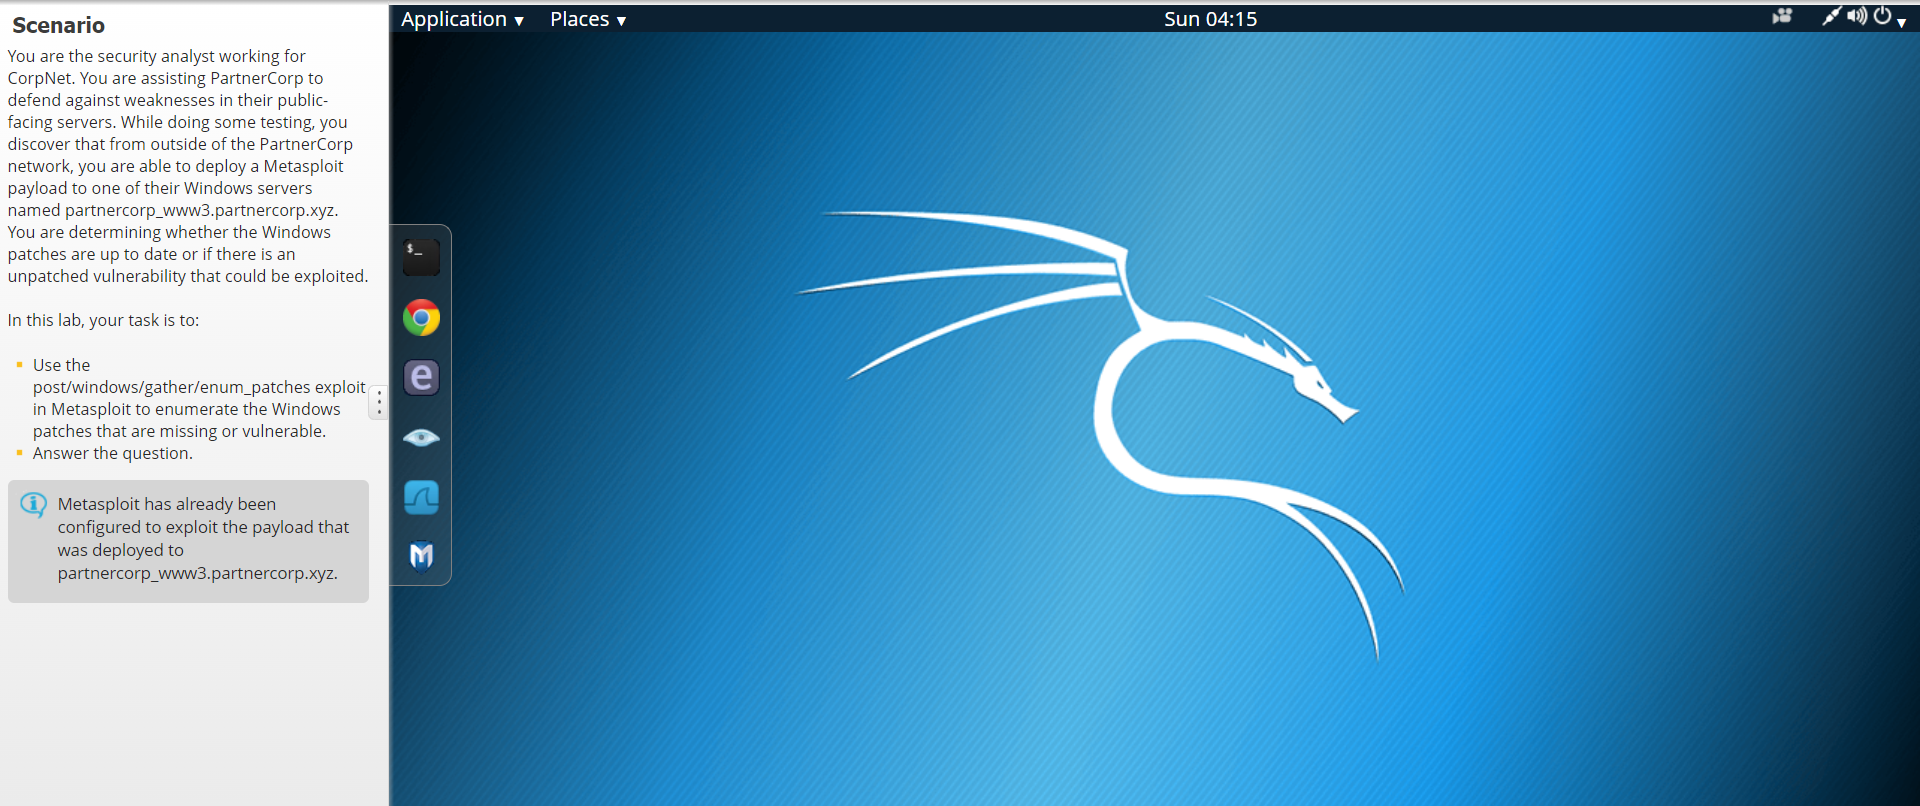 Scenario
You are the security analyst working for
CorpNet. You are assisting PartnerCorp to
defend against weaknesses in their public-
facing servers. While doing some testing, you
discover that from outside of the PartnerCorp
network, you are able to deploy a Metasploit
payload to one of their Windows servers
named partnercorp_www3.partnercorp.xyz.
You are determining whether the Windows
patches are up to date or if there is an
unpatched vulnerability that could be exploited.
In this lab, your task is to:
Use the
post/windows/gather/enum_patches exploit
in Metasploit to enumerate the Windows
patches that are missing or vulnerable.
Answer the question.
Metasploit has already been
configured to exploit the payload that
was deployed to
partnercorp_www3.partnercorp.xyz.
Application ▾ Places ▾ Sun 04:15
$_
e
M